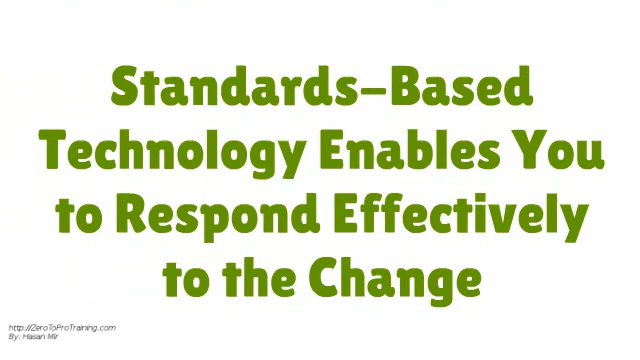 Standards-Based
Technology Enables You
to Respond Effectively
to the Change
http://ZeroToProTraining.com
By: Hasan Mir